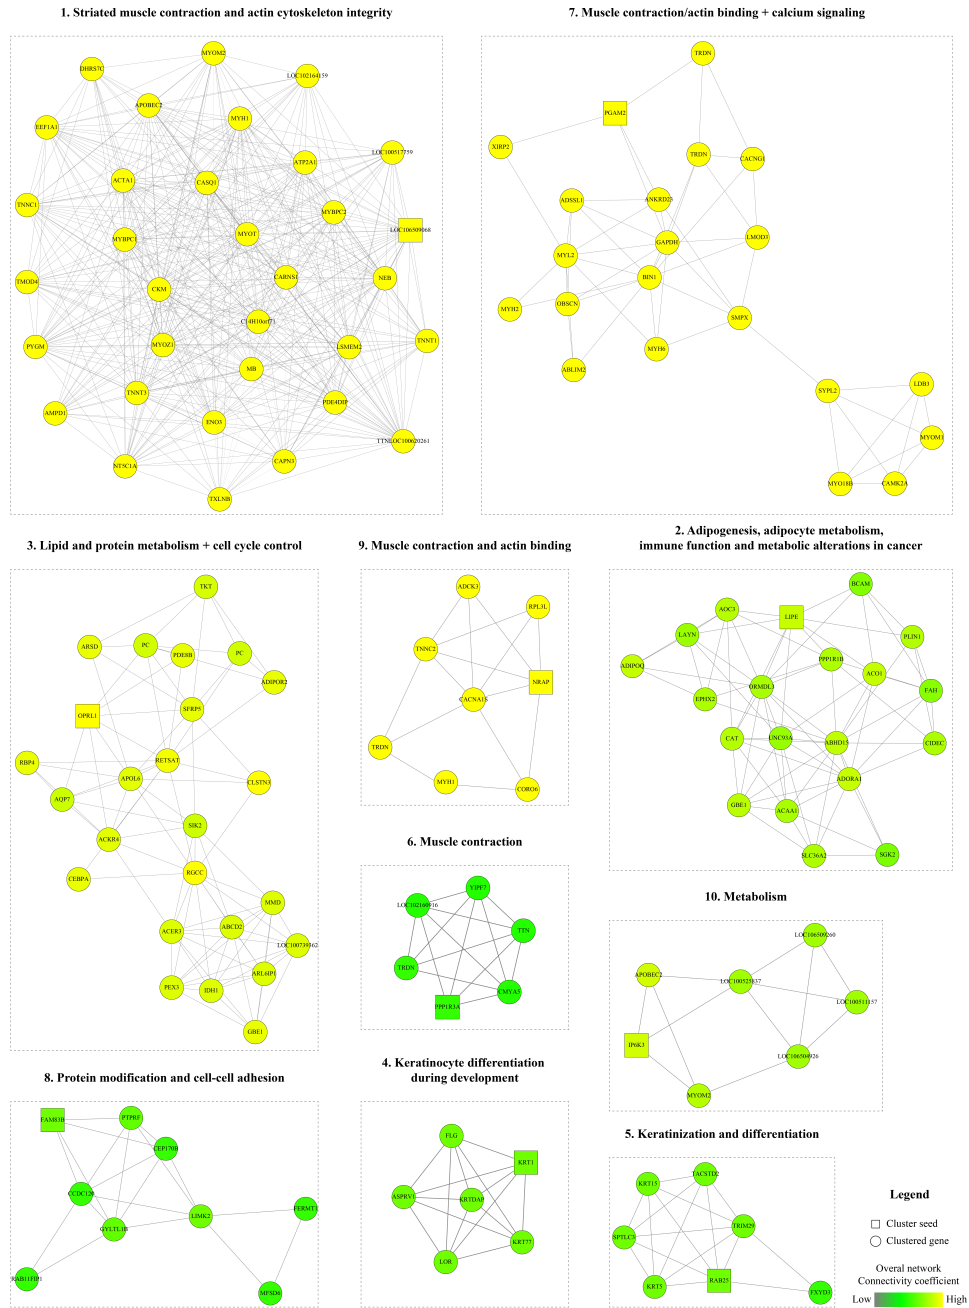 1. Striated muscle contraction and actin cytoskeleton integrity
MYOM2
DHRS7C
LOC102164159
APOBEC2
MYH1
EEF1A1
LOC100517759
ATP2A1
ACTA1
CASQ1
TNNC1
MYBPC2
LOC106509068
MYBPC1
MYOT
TMOD4
CARNS1
NEB
CKM
C14H10orf71
PYGM
MYOZ1
LSMEM2
TNNT1
MB
TNNT3
PDE4DIP
AMPD1
ENO3
TTNLOC100620261
NT5C1A
CAPN3
TXLNB
7. Muscle contraction/actin binding + calcium signaling
TRDN
PGAM2
XIRP2
TRDN
CACNG1
ADSSL1
ANKRD23
GAPDH
LMOD3
MYL2
BIN1
MYH2
OBSCN
SMPX
MYH6
ABLIM2
SYPL2
LDB3
MYOM1
MYO18B
CAMK2A
3. Lipid and protein metabolism + cell cycle control
TKT
ARSD
PC
PDE8B
PC
ADIPOR2
OPRL1
SFRP5
RBP4
RETSAT
APOL6
CLSTN3
AQP7
SIK2
ACKR4
CEBPA
RGCC
MMD
ACER3
ABCD2
LOC100739362
ARL6IP1
PEX3
IDH1
GBE1
9. Muscle contraction and actin binding
ADCK3
RPL3L
TNNC2
NRAP
CACNA1S
TRDN
MYH1
CORO6
2. Adipogenesis, adipocyte metabolism,
immune function and metabolic alterations in cancer
BCAM
AOC3
LIPE
LAYN
PLIN1
ADIPOQ
PPP1R1B
ACO1
ORMDL3
FAH
EPHX2
CAT
UNC93A
ABHD15
CIDEC
ADORA1
GBE1
ACAA1
SLC36A2
SGK2
6. Muscle contraction
YIPF7
LOC102160916
TTN
TRDN
CMYA5
PPP1R3A
10. Metabolism
LOC106509260
APOBEC2
LOC100525837
LOC100511157
IP6K3
LOC106504926
MYOM2
8. Protein modification and cell-cell adhesion
FAM83B
PTPRF
CEP170B
CCDC120
GYLTL1B
LIMK2
FERMT1
RAB11FIP1
MFSD6
4. Keratinocyte differentiation
during development
FLG
KRT1
ASPRV1
KRTDAP
KRT77
LOR
5. Keratinization and differentiation
KRT15
TACSTD2
SPTLC3
TRIM29
KRT5
RAB25
FXYD3
Legend
Cluster seed
Clustered gene
Overal network
Connectivity coefficient
Low High